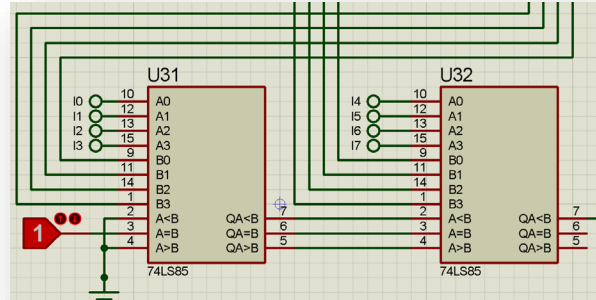 U31
I0 10 A0
I1 12 A1
I2 13 A2
I3 15 A3
9 B0
11 B1
14 B2
1 B3
2 A<B QA<B 7
1 3 A=B QA=B 6
4 A>B QA>B 5
74LS85
U32
I4 10 A0
I5 12 A1
I6 13 A2
I7 15 A3
9 B0
11 B1
14 B2
1 B3
2 A<B QA<B 7
3 A=B QA=B 6
4 A>B QA>B 5
74LS85